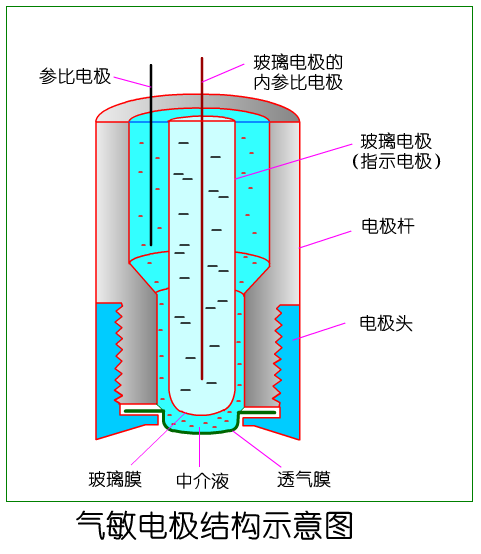 参比电极
玻璃电极的
内参比电极
玻璃电极
(指示电极)
电极杆
电极头
玻璃膜
中介液
透气膜
气敏电极结构示意图